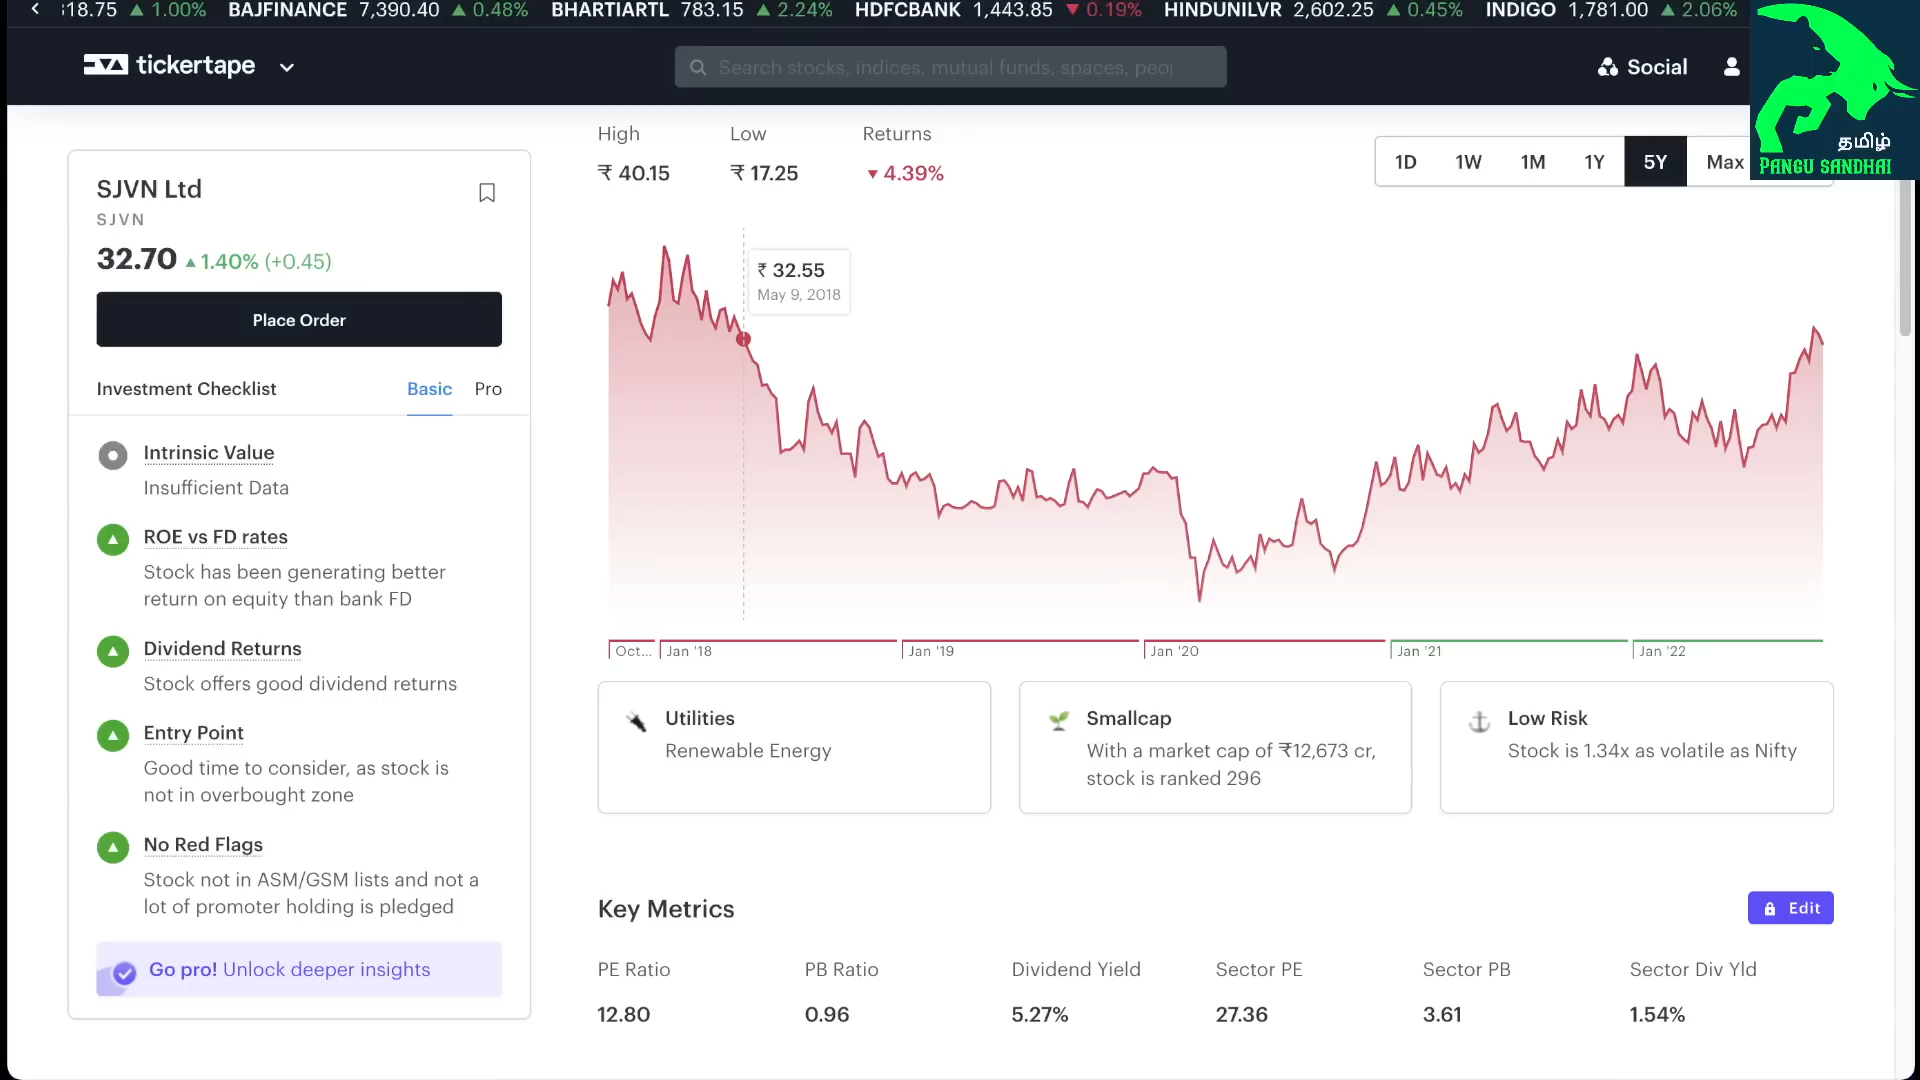 :18.75 ▲ 1.00% BAJFINANCE 7,390.40 ▲ 0.48% BHARTIARTL 783.15 ▲ 2.24% HDFCBANK 1,443.85 ▼ 0.19% HINDUNILVR 2,602.25 ▲ 0.45% INDIGO 1,781.00 ▲ 2.06%
tickertape
Search stocks, indices, mutual funds, spaces, peo
Social
தமிழ்
PANGU SANDHAI
SJVN Ltd
SJVN
32.70 ▲ 1.40% (+0.45)
Place Order
Investment Checklist Basic Pro
Intrinsic Value
Insufficient Data
ROE vs FD rates
Stock has been generating better
return on equity than bank FD
Dividend Returns
Stock offers good dividend returns
Entry Point
Good time to consider, as stock is
not in overbought zone
No Red Flags
Stock not in ASM/GSM lists and not a
lot of promoter holding is pledged
Go pro! Unlock deeper insights
High Low Returns
₹ 40.15 ₹ 17.25 ▼ 4.39%
1D 1W 1M 1Y 5Y Max
₹ 32.55
May 9, 2018
Oct... Jan '18 Jan '19 Jan '20 Jan '21 Jan '22
Utilities
Renewable Energy
Smallcap
With a market cap of ₹12,673 cr,
stock is ranked 296
Low Risk
Stock is 1.34x as volatile as Nifty
Key Metrics
Edit
PE Ratio PB Ratio Dividend Yield Sector PE Sector PB Sector Div Yld
12.80 0.96 5.27% 27.36 3.61 1.54%